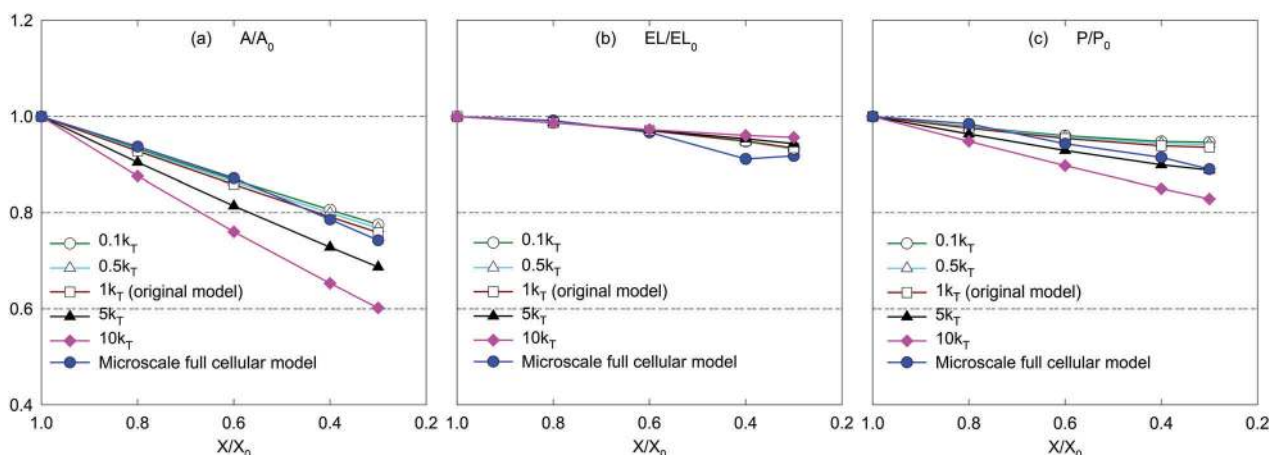 (a) A/A0
1.0
0.8
0.6
0.4
0.1kT
0.5kT
1kT (original model)
5kT
10kT
Microscale full cellular model
1.0 0.8 0.6 0.4 0.2
X/X0
(b) EL/EL0
0.1kT
0.5kT
1kT (original model)
5kT
10kT
Microscale full cellular model
1.0 0.8 0.6 0.4 0.2
X/X0
(c) P/P0
0.1kT
0.5kT
1kT (original model)
5kT
10kT
Microscale full cellular model
1.0 0.8 0.6 0.4 0.2
X/X0
1.2